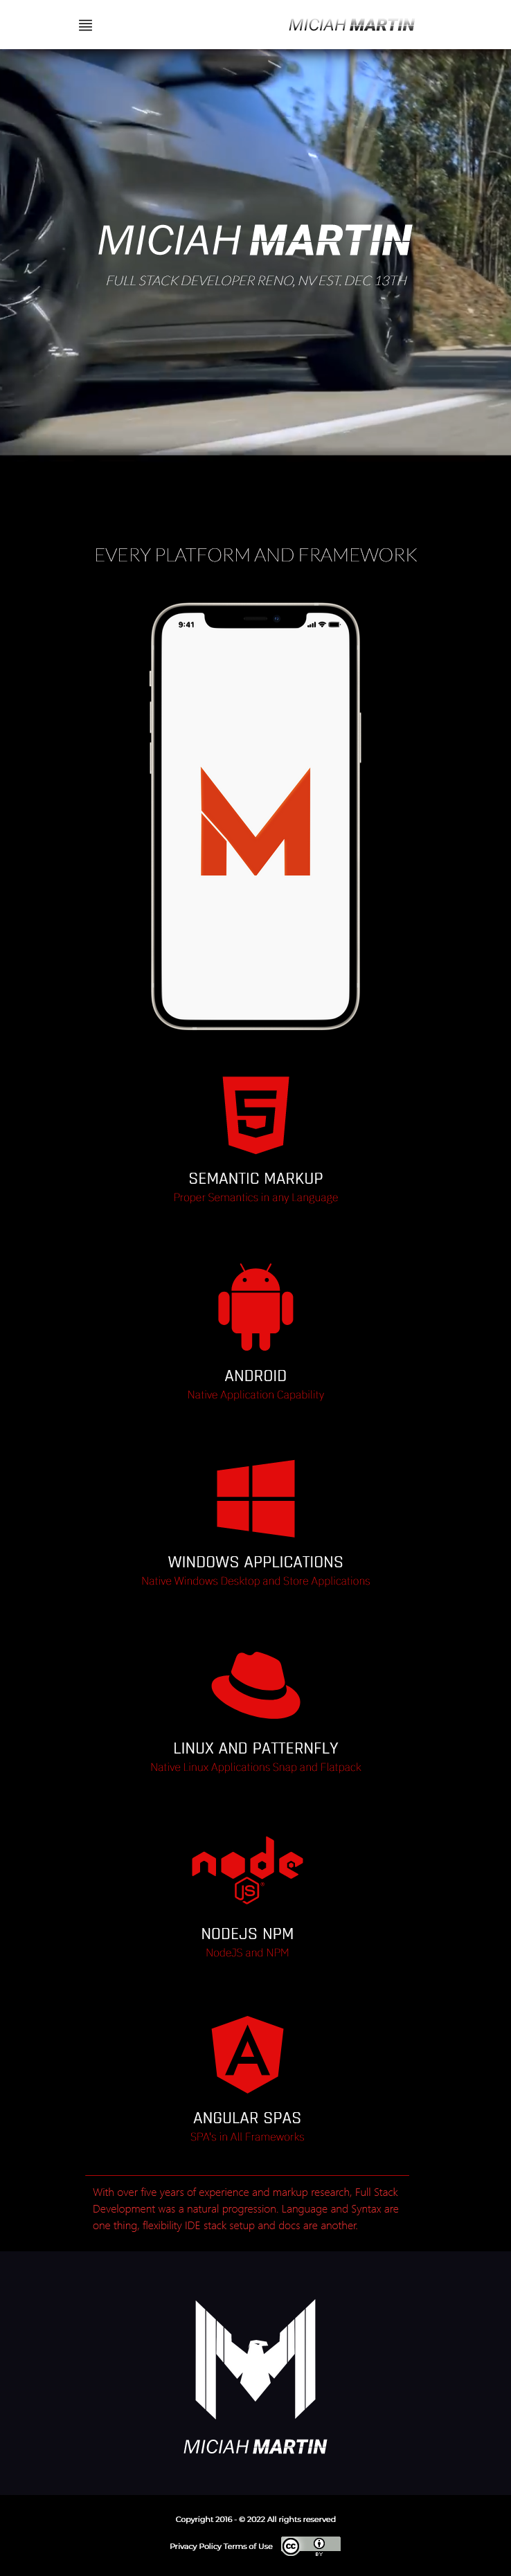 MICIAH MARTIN
MICIAH MARTIN
FULL STACK DEVELOPER RENO, NV EST. DEC 13TH
EVERY PLATFORM AND FRAMEWORK
9:41
M
5
SEMANTIC MARKUP
Proper Semantics in any Language
ANDROID
Native Application Capability
WINDOWS APPLICATIONS
Native Windows Desktop and Store Applications
LINUX AND PATTERNFLY
Native Linux Applications Snap and Flatpack
node
JS
NODEJS NPM
NodeJS and NPM
A
ANGULAR SPAS
SPA's in All Frameworks
With over five years of experience and markup research, Full Stack
Development was a natural progression. Language and Syntax are
one thing, flexibility IDE stack setup and docs are another.
MICIAH MARTIN
Copyright 2016 - © 2022 All rights reserved
Privacy Policy Terms of Use
cc
BY